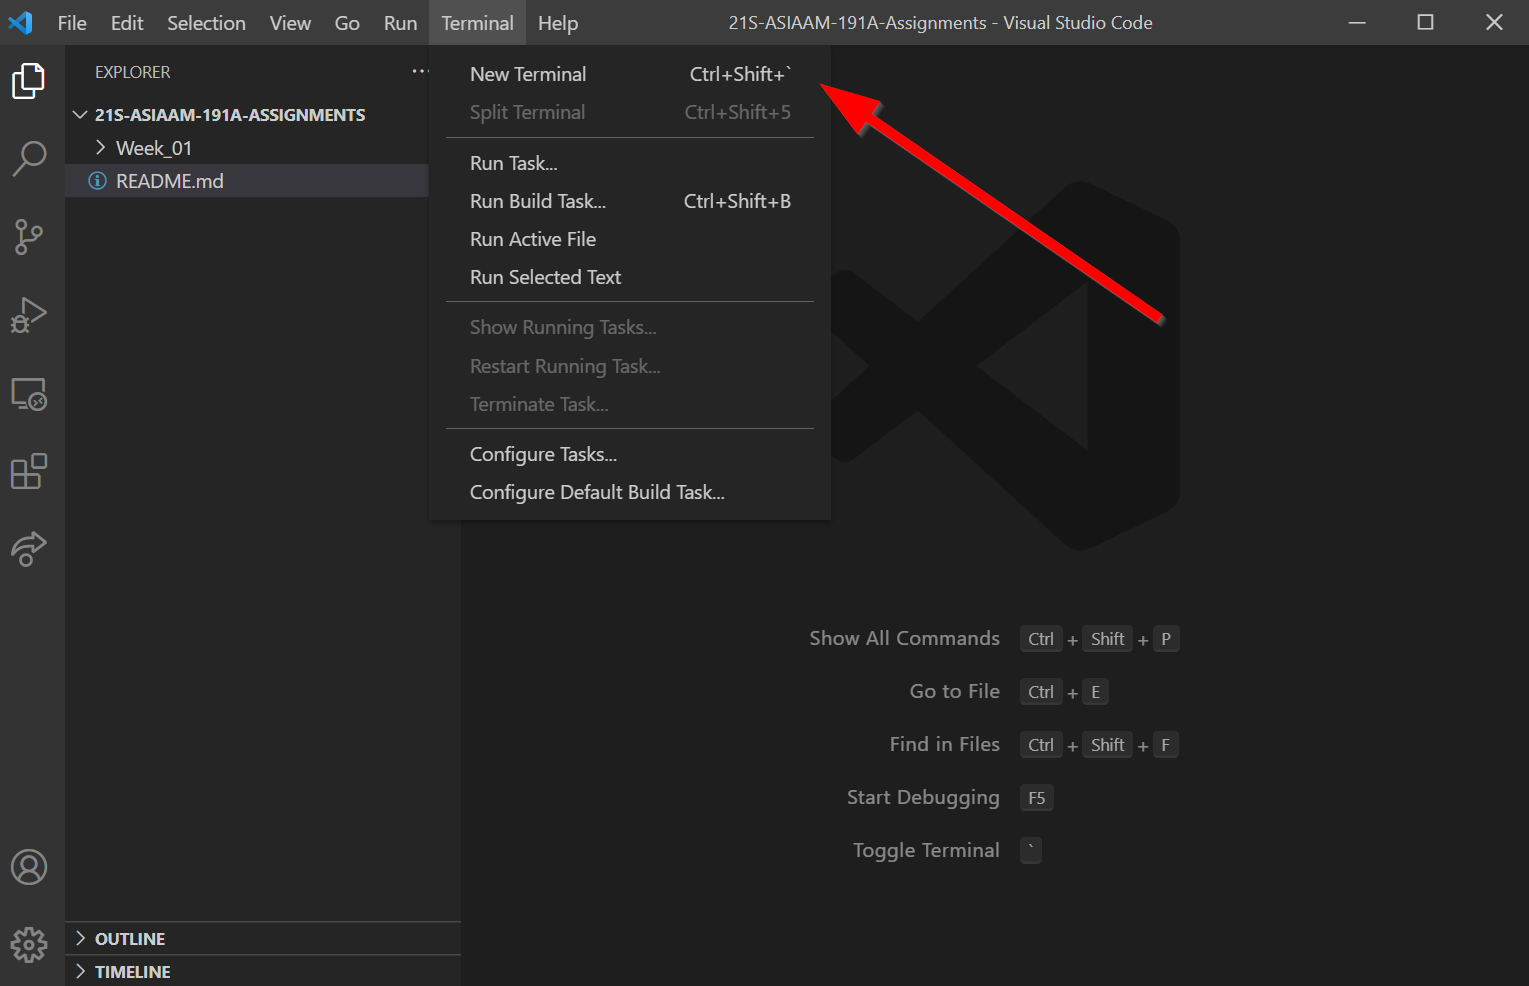 File Edit Selection View Go Run Terminal Help 21S-ASIAAM-191A-Assignments - Visual Studio Code
EXPLORER
21S-ASIAAM-191A-ASSIGNMENTS
Week_01
README.md
New Terminal Ctrl+Shift+`
Split Terminal Ctrl+Shift+5
Run Task...
Run Build Task... Ctrl+Shift+B
Run Active File
Run Selected Text
Show Running Tasks...
Restart Running Task...
Terminate Task...
Configure Tasks...
Configure Default Build Task...
Show All Commands Ctrl + Shift + P
Go to File Ctrl + E
Find in Files Ctrl + Shift + F
Start Debugging F5
Toggle Terminal `
OUTLINE
TIMELINE